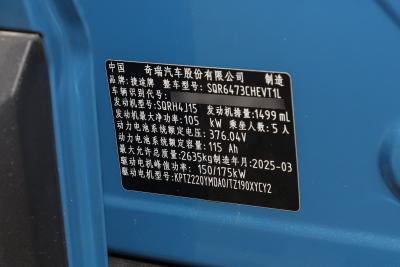 中国 奇瑞汽车股份有限公司 制造
品牌:捷途牌 整车型号:SQR6473CHEVT1L
车辆识别代号:
发动机型号:SQRH4J15 发动机排量:1499 mL
发动机最大净功率:105 kW 乘坐人数:5 人
动力电池系统额定电压:376.04V
动力电池系统额定容量:115 Ah
最大允许总质量:2635kg 制造年月:2025-03
驱动电机峰值功率:150/175kW
驱动电机型号:KPTZ220YMDA0/TZ190XYCY2